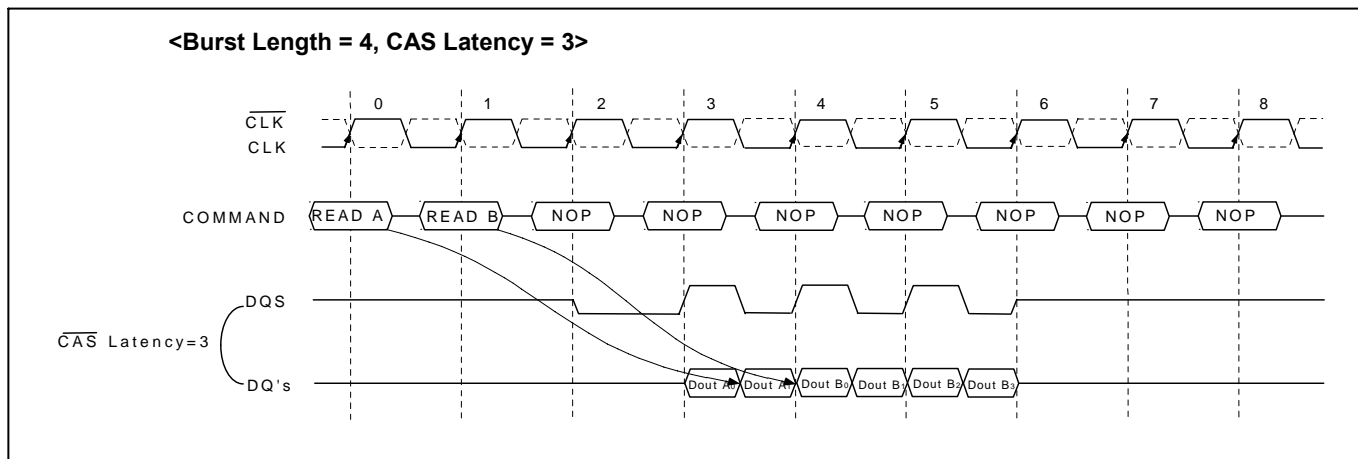 <Burst Length = 4, CAS Latency = 3>
0 1 2 3 4 5 6 7 8
CLK
CLK
COMMAND READ A READ B NOP NOP NOP NOP NOP NOP NOP
DQS
CAS Latency=3
DQ's Dout A0 Dout A1 Dout B0 Dout B1 Dout B2 Dout B3